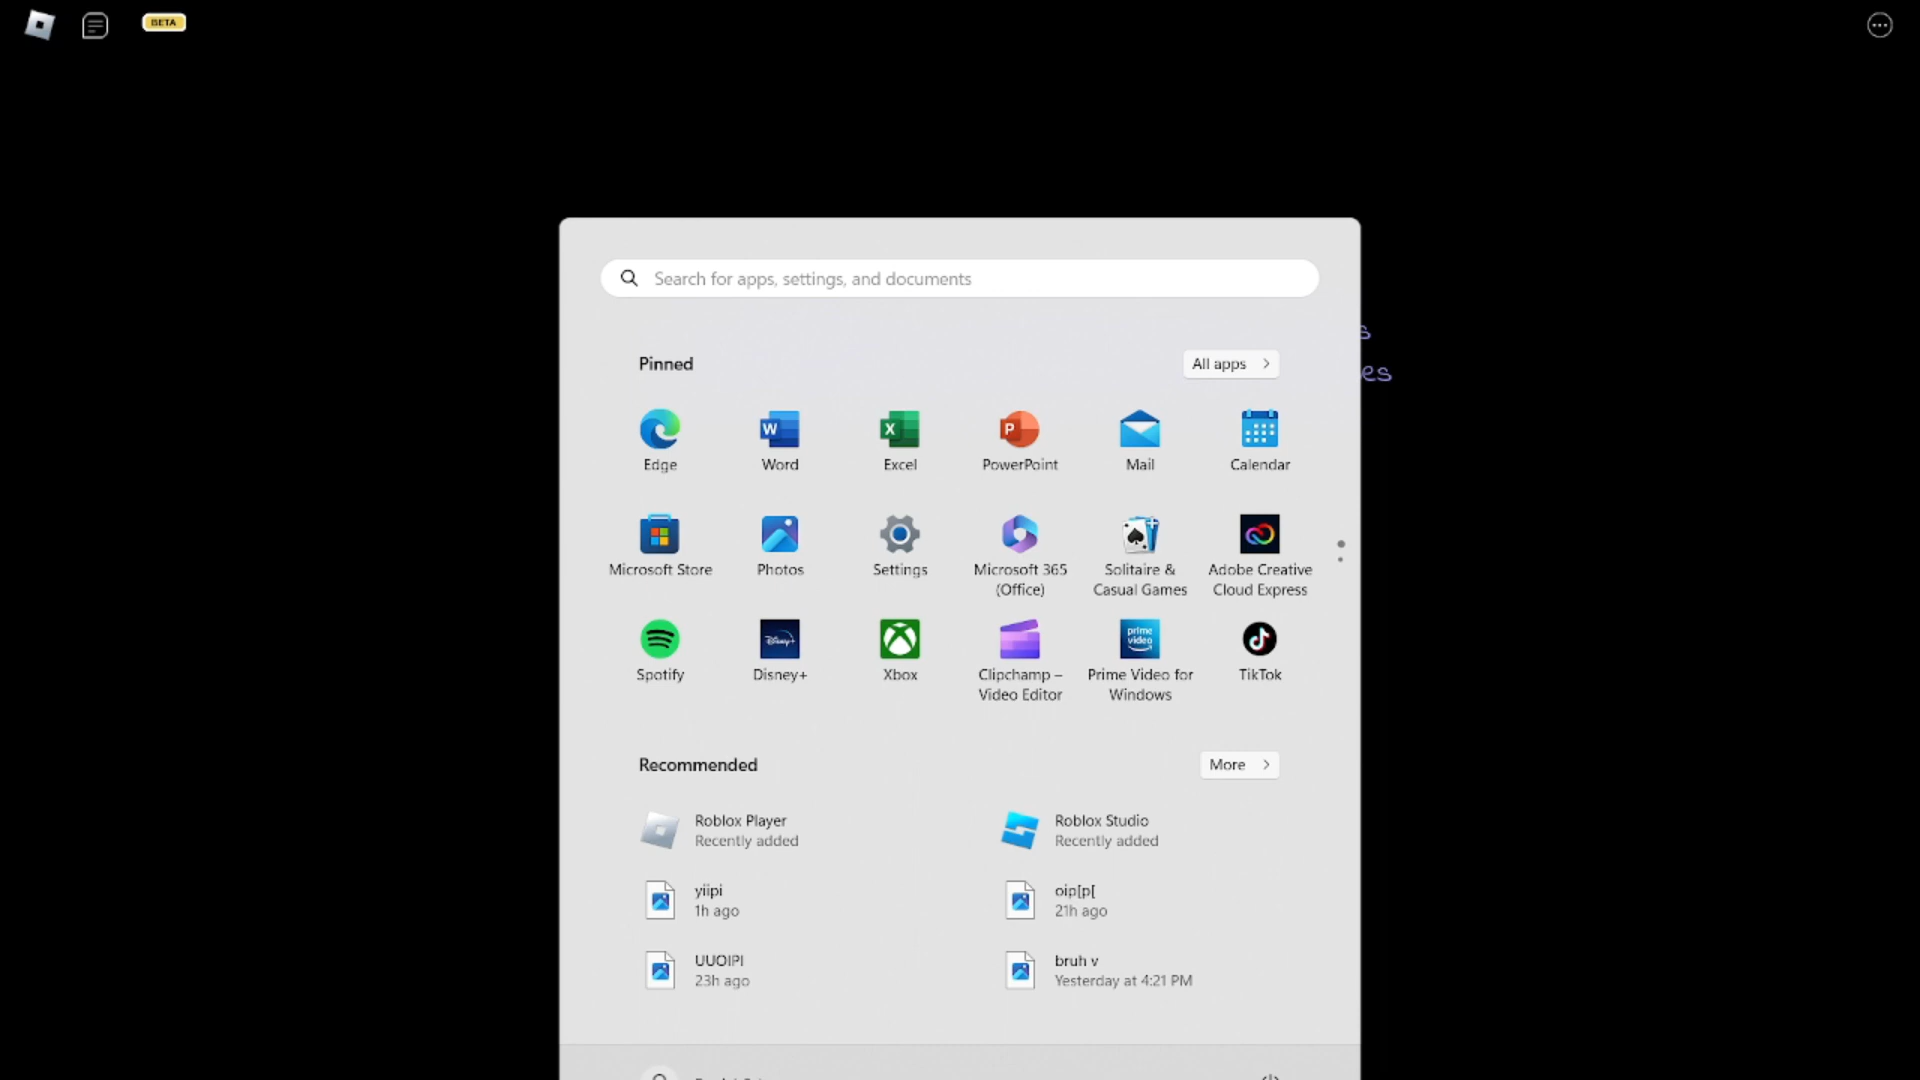 BETA
Search for apps, settings, and documents
s
es
Pinned
All apps
Edge
Word
Excel
PowerPoint
Mail
Calendar
Microsoft Store
Photos
Settings
Microsoft 365
(Office)
Solitaire &
Casual Games
Adobe Creative
Cloud Express
Spotify
Disney+
Xbox
Clipchamp –
Video Editor
prime
video
Prime Video for
Windows
TikTok
Recommended
More
Roblox Player
Recently added
Roblox Studio
Recently added
yiipi
1h ago
oip[p[
21h ago
UUOIPI
23h ago
bruh v
Yesterday at 4:21 PM